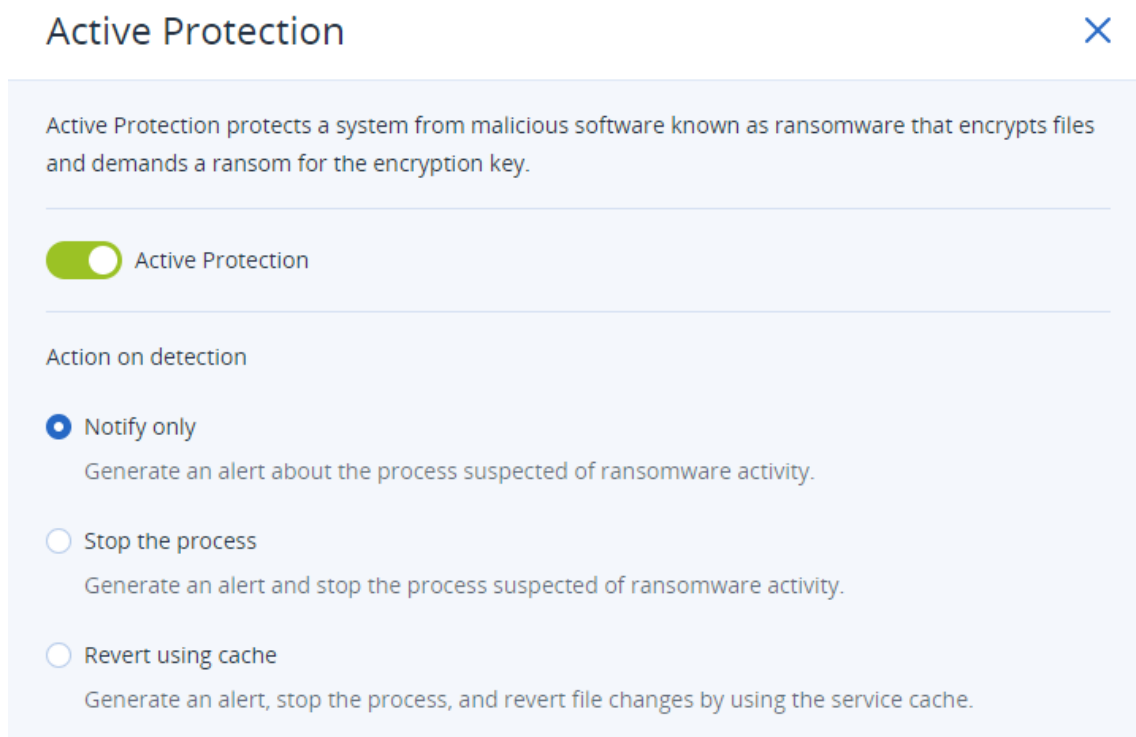 Active Protection
Active Protection protects a system from malicious software known as ransomware that encrypts files
and demands a ransom for the encryption key.
Active Protection
Action on detection
Notify only
Generate an alert about the process suspected of ransomware activity.
Stop the process
Generate an alert and stop the process suspected of ransomware activity.
Revert using cache
Generate an alert, stop the process, and revert file changes by using the service cache.